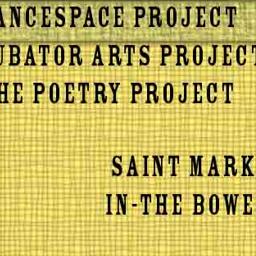 ANCESPACE PROJECT
UBATOR ARTS PROJECT
HE POETRY PROJECT
SAINT MARK
IN-THE BOWE